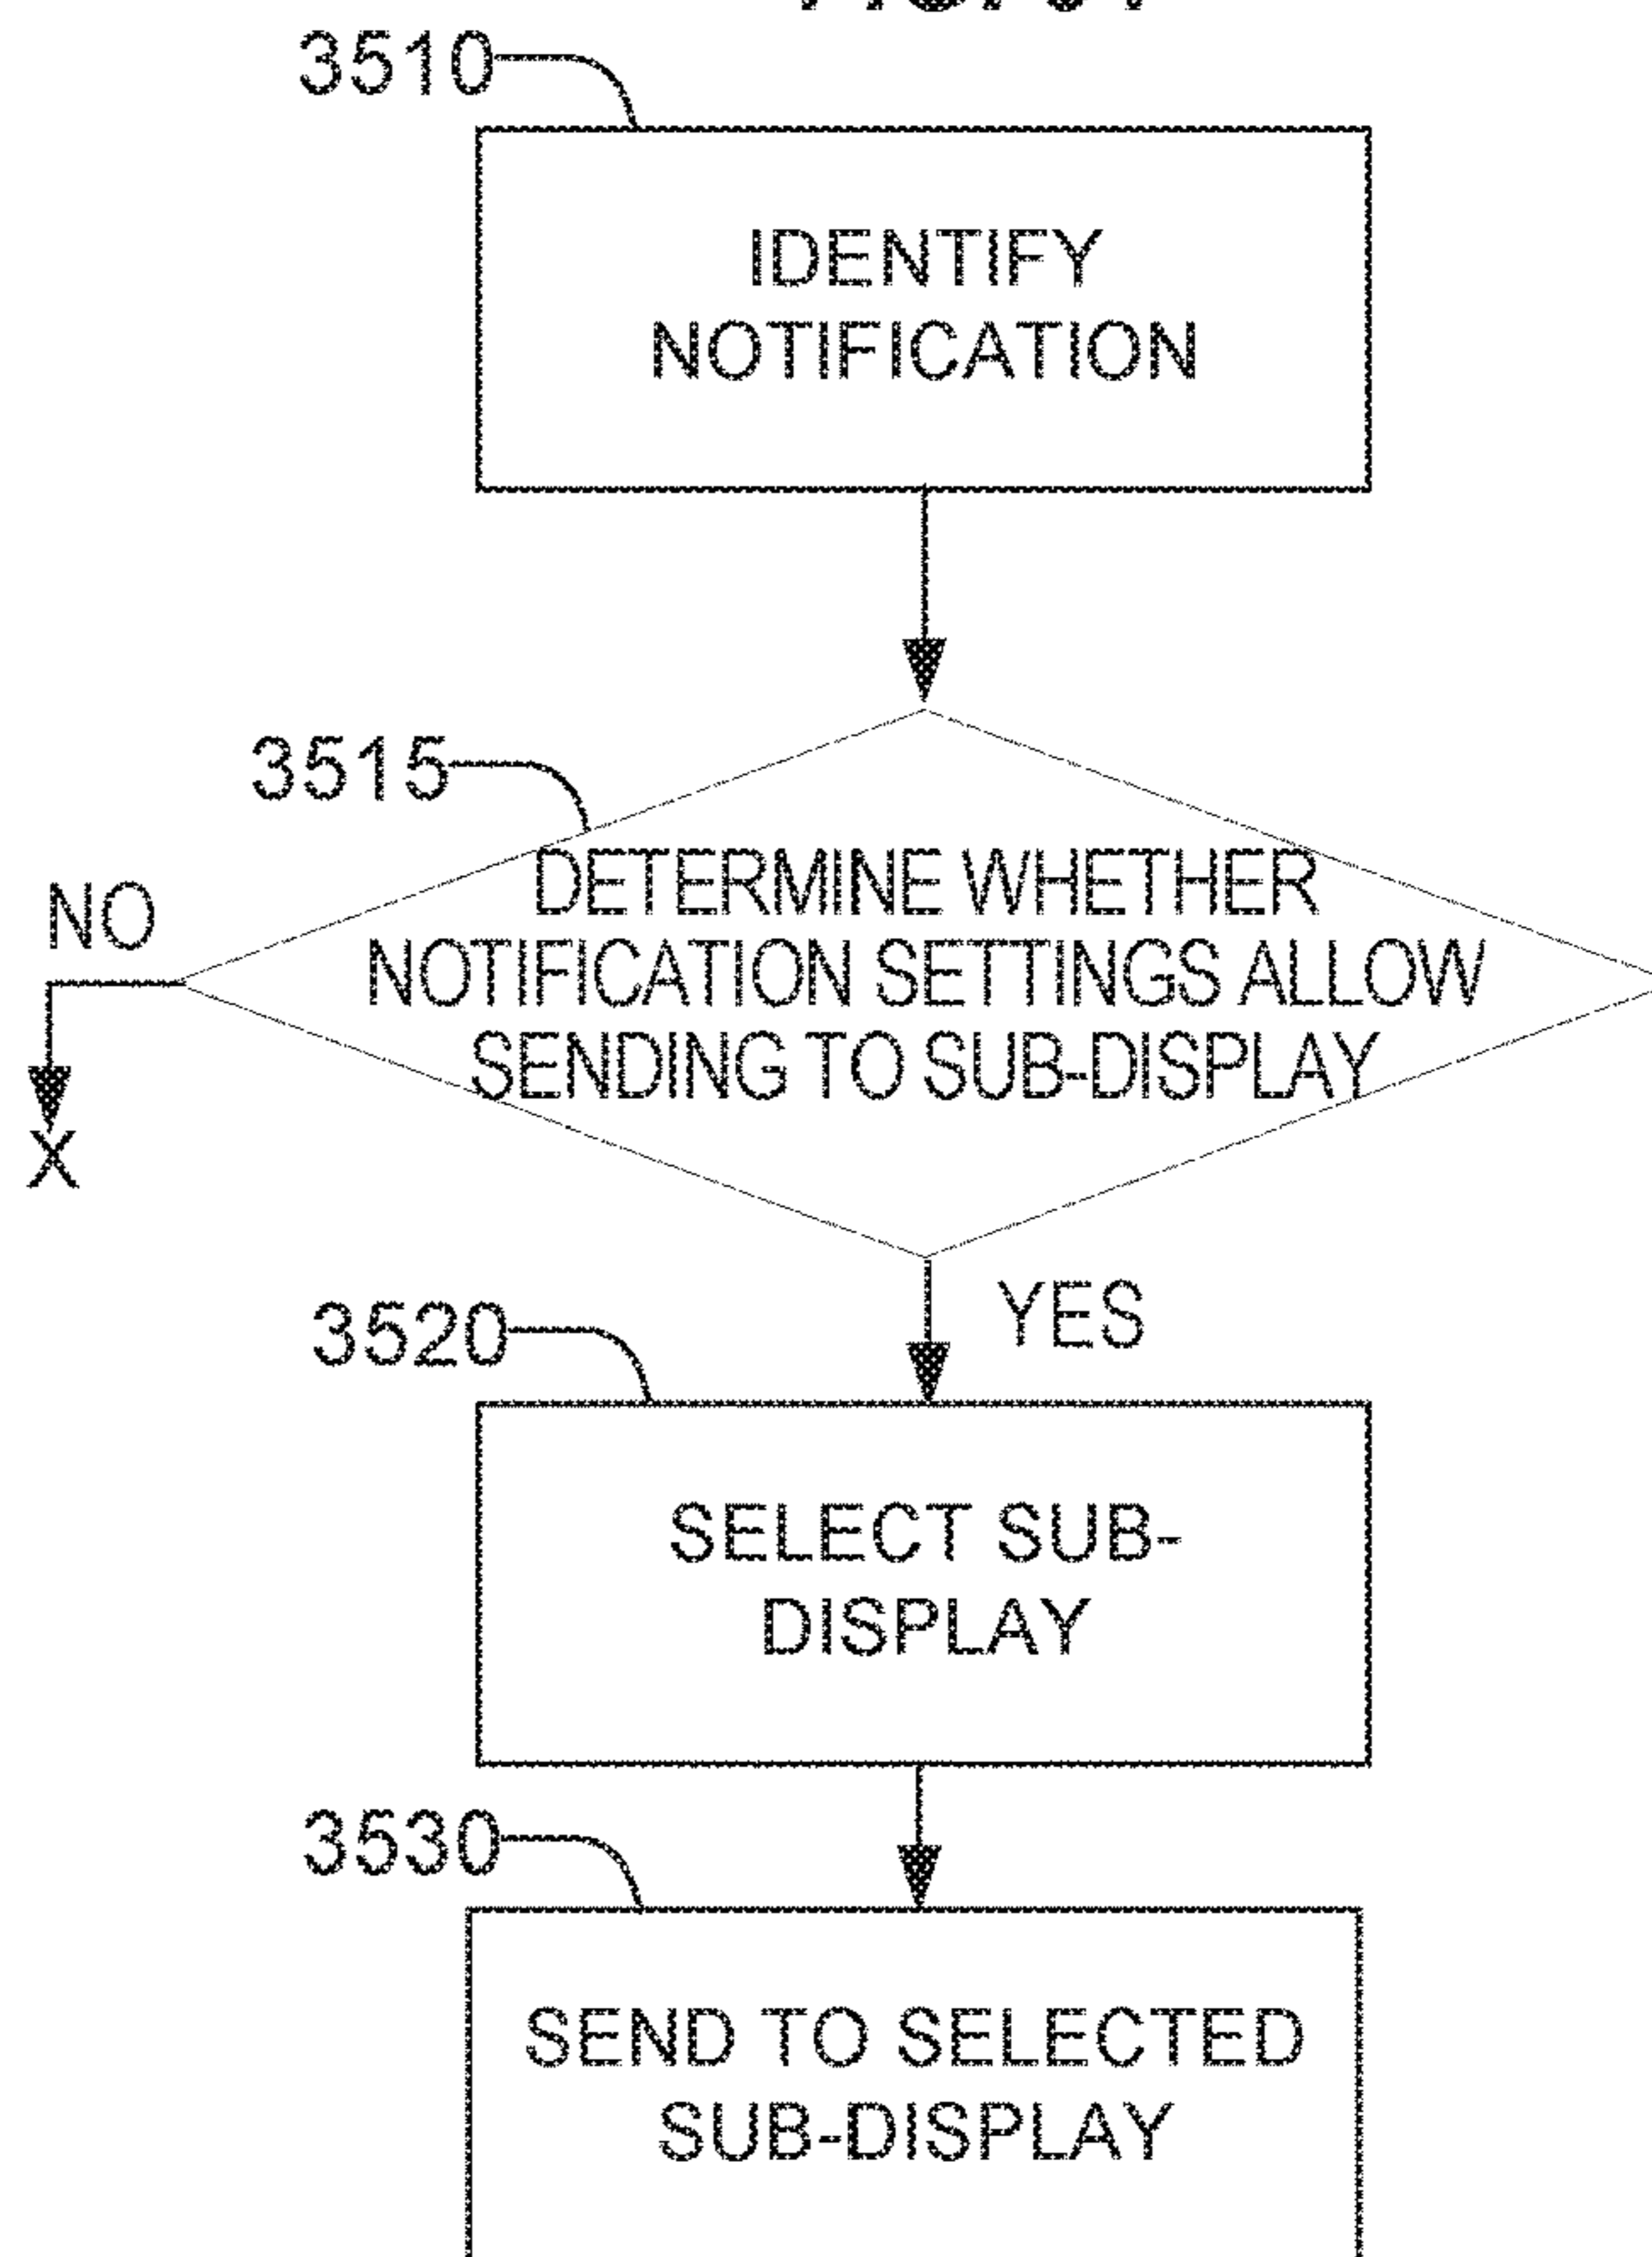 3510
IDENTIFY
NOTIFICATION
3515
NO
DETERMINE WHETHER
NOTIFICATION SETTINGS ALLOW
SENDING TO SUB-DISPLAY
X
YES
3520
SELECT SUB-
DISPLAY
3530
SEND TO SELECTED
SUB-DISPLAY